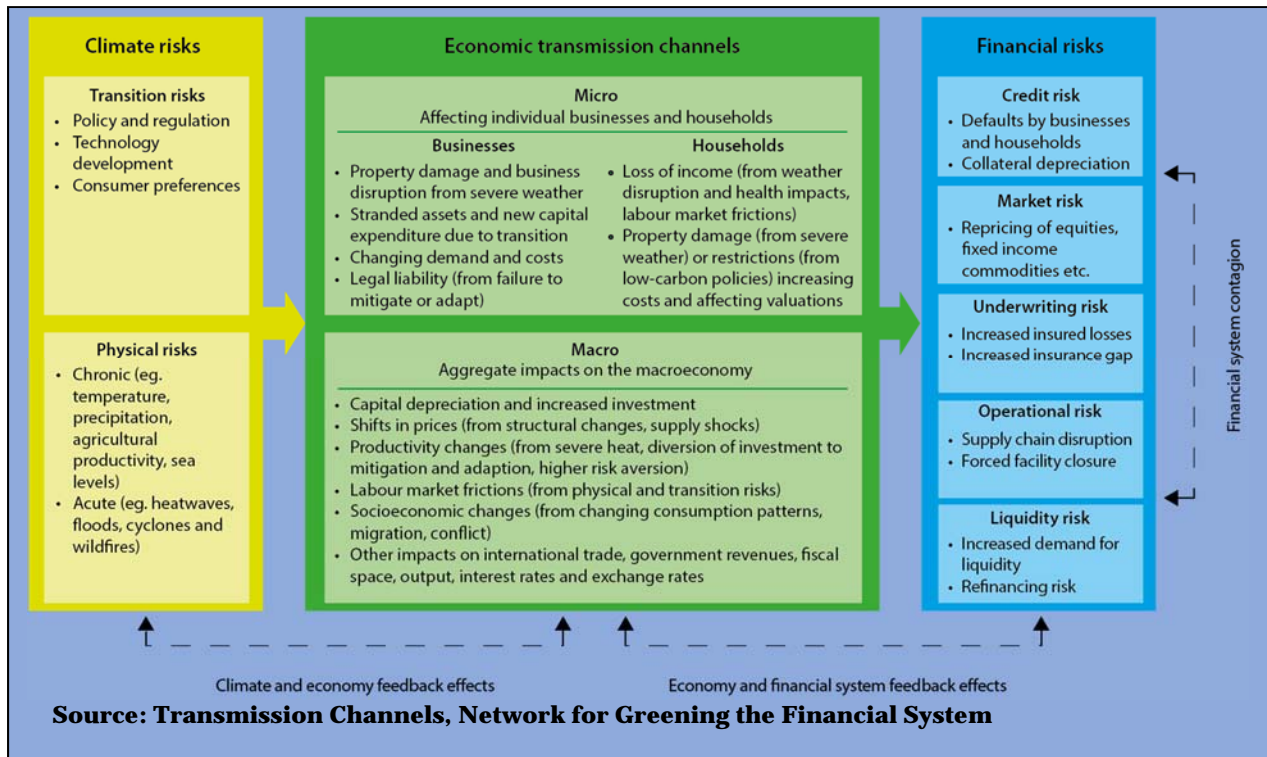 Climate risks
Transition risks
• Policy and regulation
• Technology
development
• Consumer preferences
Physical risks
• Chronic (eg.
temperature,
precipitation,
agricultural
productivity, sea
levels)
• Acute (eg. heatwaves,
floods, cyclones and
wildfires)
Economic transmission channels
Micro
Affecting individual businesses and households
Businesses
• Property damage and business
disruption from severe weather
• Stranded assets and new capital
expenditure due to transition
• Changing demand and costs
• Legal liability (from failure to
mitigate or adapt)
Households
• Loss of income (from weather
disruption and health impacts,
labour market frictions)
• Property damage (from severe
weather) or restrictions (from
low-carbon policies) increasing
costs and affecting valuations
Macro
Aggregate impacts on the macroeconomy
• Capital depreciation and increased investment
• Shifts in prices (from structural changes, supply shocks)
• Productivity changes (from severe heat, diversion of investment to
mitigation and adaption, higher risk aversion)
• Labour market frictions (from physical and transition risks)
• Socioeconomic changes (from changing consumption patterns,
migration, conflict)
• Other impacts on international trade, government revenues, fiscal
space, output, interest rates and exchange rates
Financial risks
Credit risk
• Defaults by businesses
and households
• Collateral depreciation
Market risk
• Repricing of equities,
fixed income
commodities etc.
Underwriting risk
• Increased insured losses
• Increased insurance gap
Operational risk
• Supply chain disruption
• Forced facility closure
Liquidity risk
• Increased demand for
liquidity
• Refinancing risk
Financial system contagion
Climate and economy feedback effects
Economy and financial system feedback effects
Source: Transmission Channels, Network for Greening the Financial System